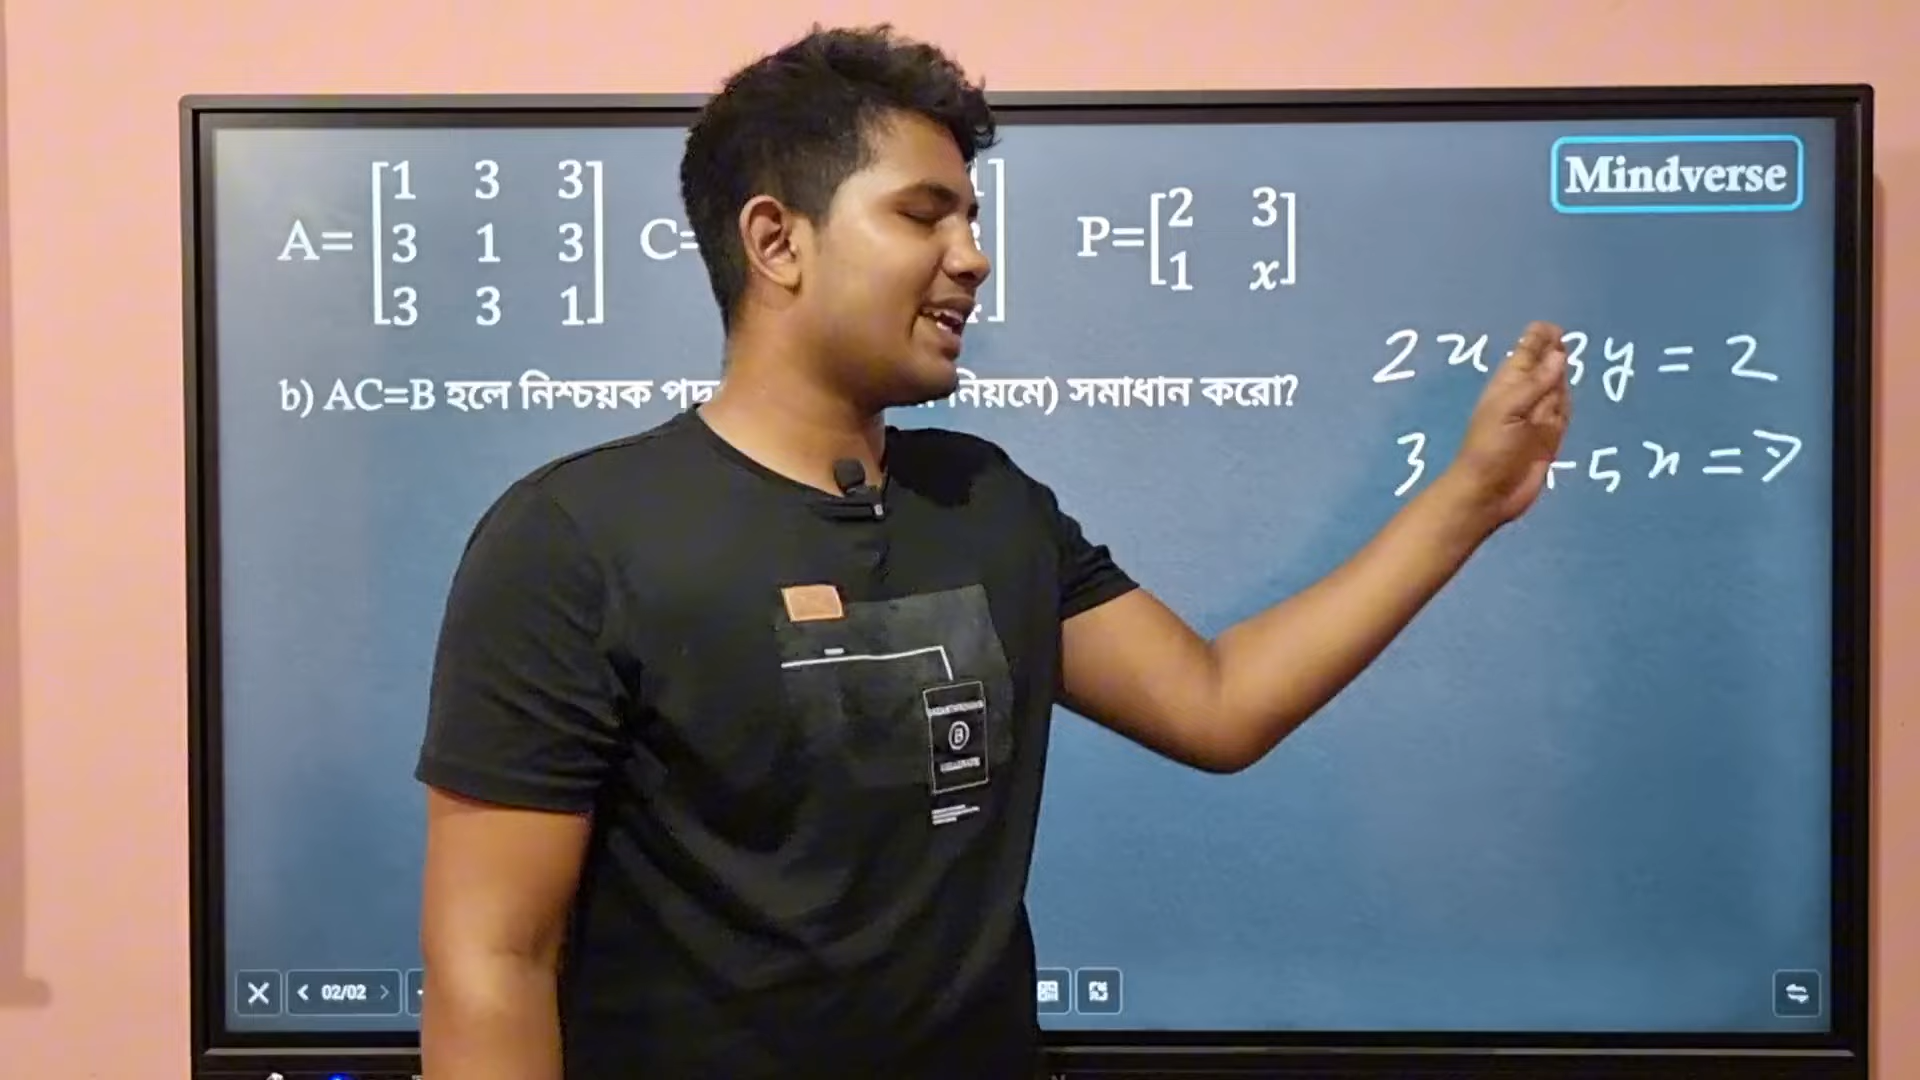 Mindverse
A= [1 3 3] C= P= [2 3]
[3 1 3] [1 x]
[3 3 1]
2x 3y = 2
b) AC=B হলে নিশ্চয়ক নিয়মে) সমাধান করো?
3 +5x = 7
02/02
B